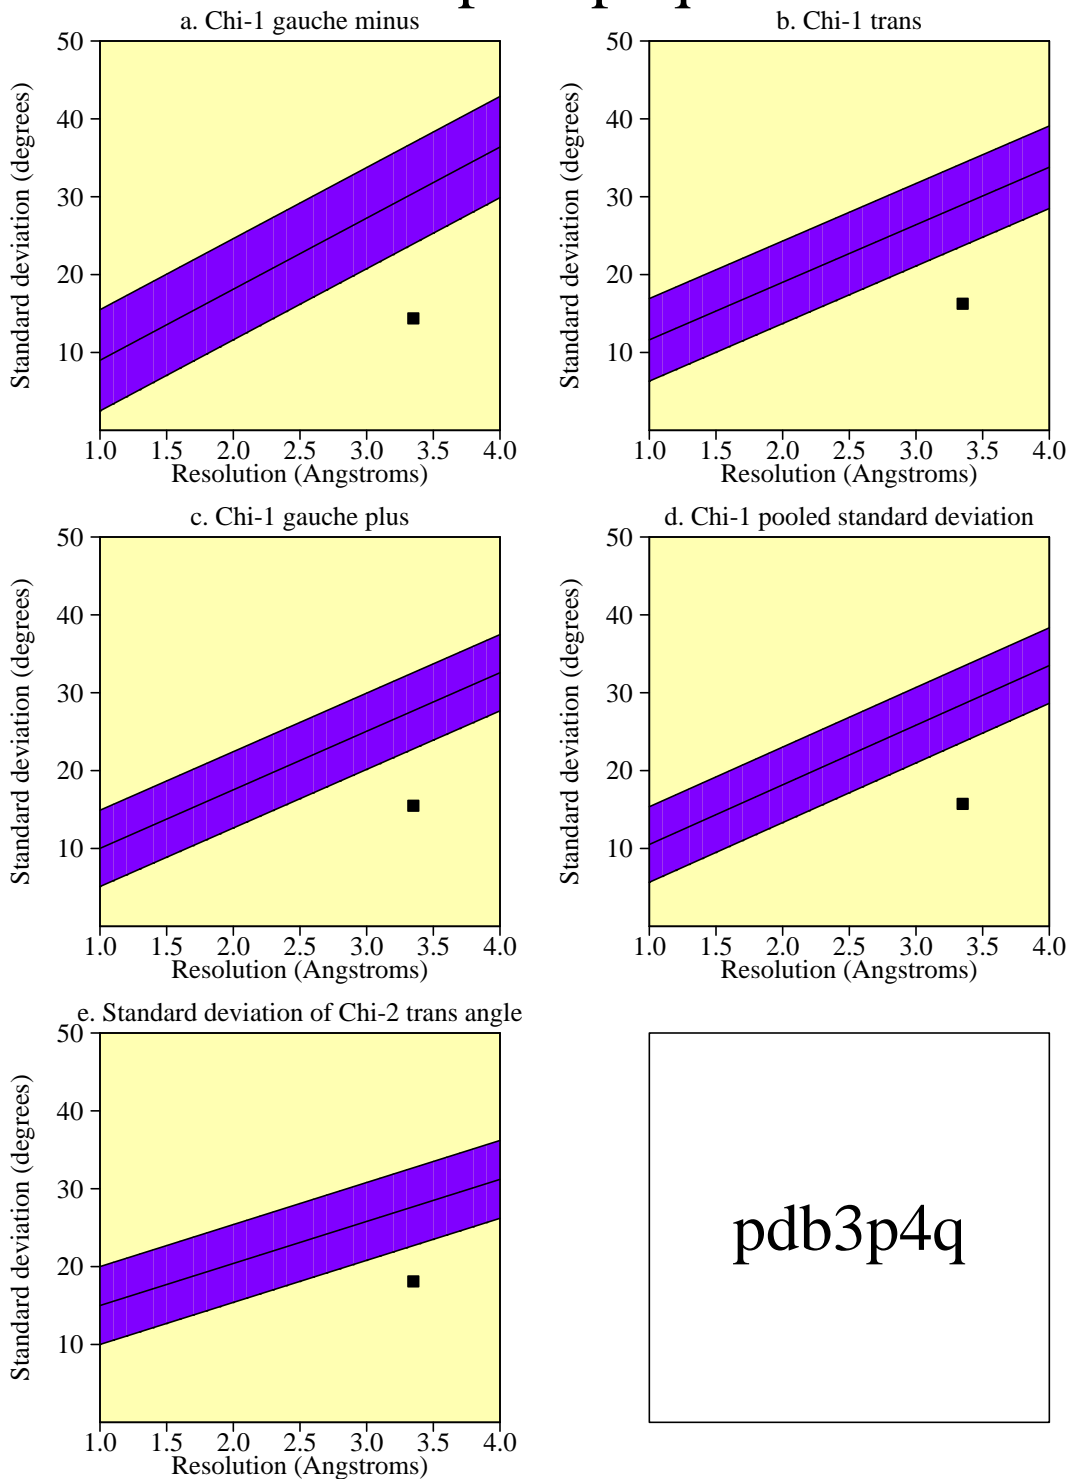 a. Chi-1 gauche minus
50
40
30
20
10
Standard deviation (degrees)
1.0 1.5 2.0 2.5 3.0 3.5 4.0
Resolution (Angstroms)
b. Chi-1 trans
50
40
30
20
10
Standard deviation (degrees)
1.0 1.5 2.0 2.5 3.0 3.5 4.0
Resolution (Angstroms)
c. Chi-1 gauche plus
50
40
30
20
10
Standard deviation (degrees)
1.0 1.5 2.0 2.5 3.0 3.5 4.0
Resolution (Angstroms)
d. Chi-1 pooled standard deviation
50
40
30
20
10
Standard deviation (degrees)
1.0 1.5 2.0 2.5 3.0 3.5 4.0
Resolution (Angstroms)
e. Standard deviation of Chi-2 trans angle
50
40
30
20
10
Standard deviation (degrees)
1.0 1.5 2.0 2.5 3.0 3.5 4.0
Resolution (Angstroms)
pdb3p4q